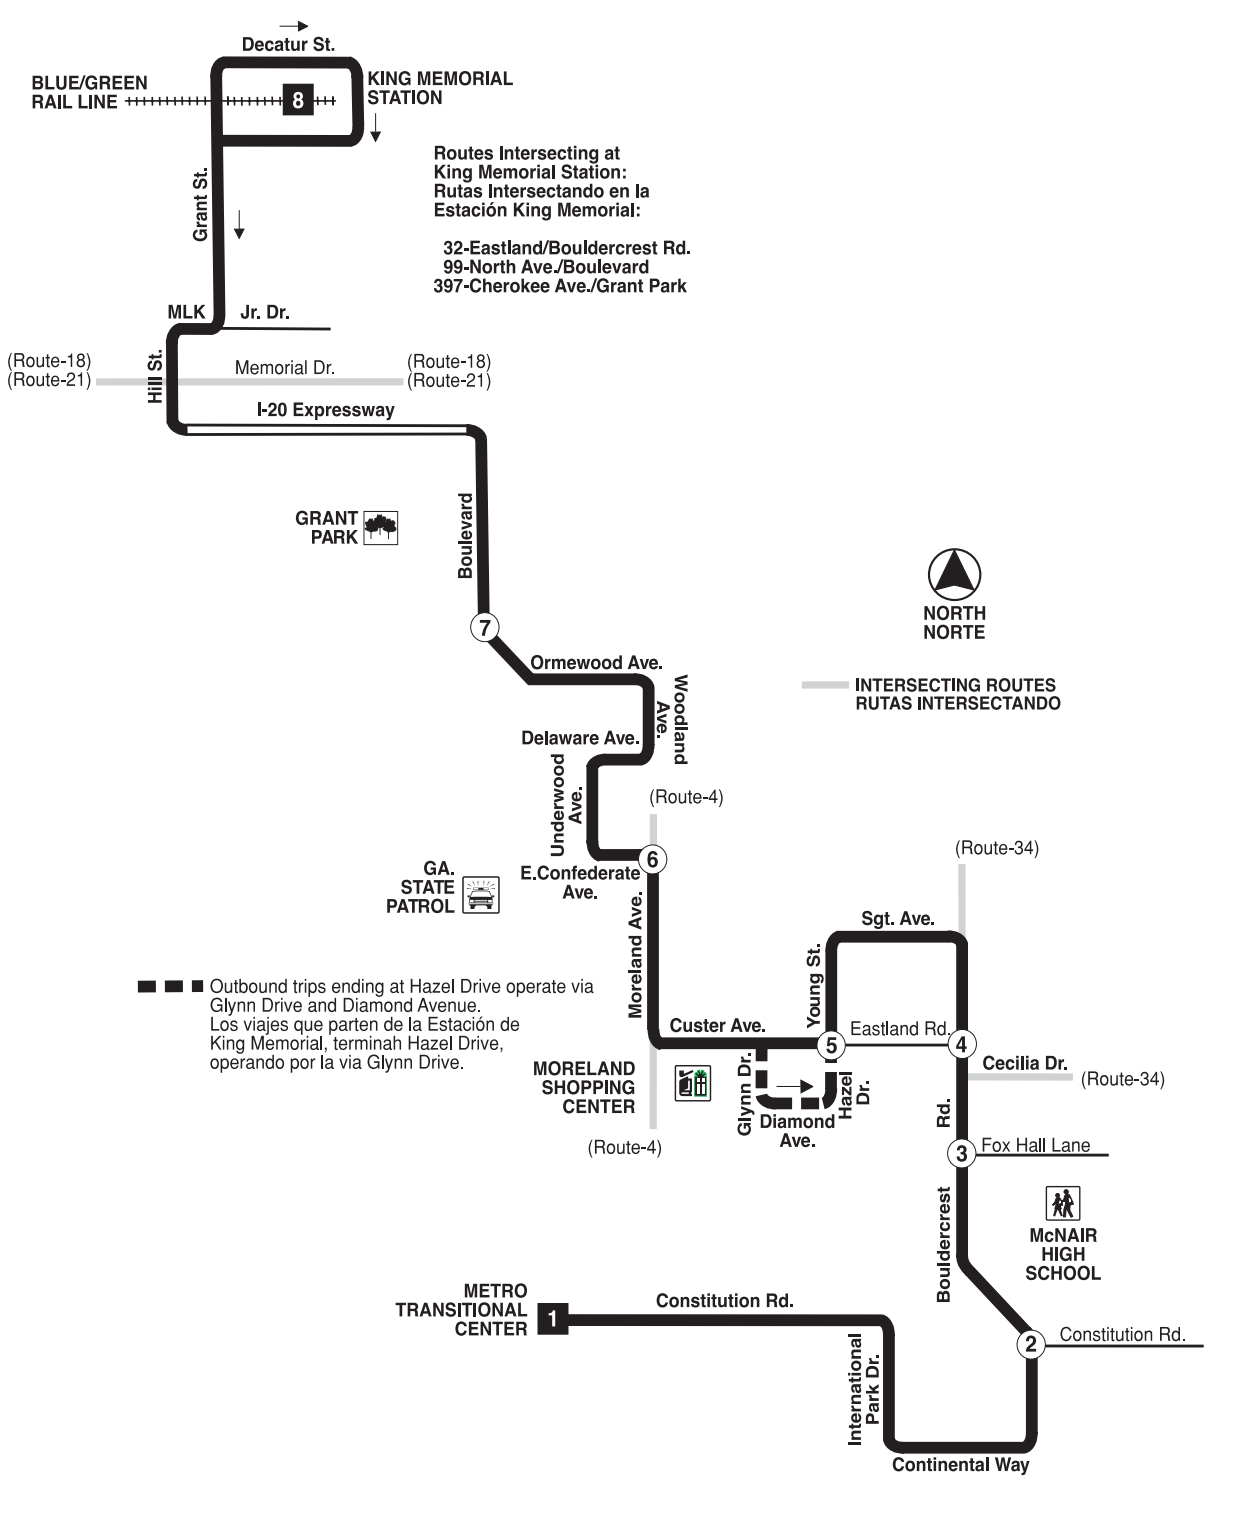 Decatur St.
BLUE/GREEN
RAIL LINE
8
KING MEMORIAL
STATION
Routes Intersecting at
King Memorial Station:
Rutas Intersectando en la
Estación King Memorial:
32-Eastland/Bouldercrest Rd.
99-North Ave./Boulevard
397-Cherokee Ave./Grant Park
Grant St.
MLK Jr. Dr.
(Route-18)
(Route-21)
Hill St.
Memorial Dr.
(Route-18)
(Route-21)
I-20 Expressway
GRANT
PARK
Boulevard
7
NORTH
NORTE
INTERSECTING ROUTES
RUTAS INTERSECTANDO
Ormewood Ave.
Woodland
Ave.
Delaware Ave.
Underwood
Ave.
(Route-4)
6
E.Confederate
Ave.
GA.
STATE
PATROL
Moreland Ave.
(Route-34)
Sgt. Ave.
Young St.
Outbound trips ending at Hazel Drive operate via
Glynn Drive and Diamond Avenue.
Los viajes que parten de la Estación de
King Memorial, terminah Hazel Drive,
operando por la via Glynn Drive.
Custer Ave.
5
Eastland Rd.
4
Cecilia Dr.
(Route-34)
MORELAND
SHOPPING
CENTER
Glynn Dr.
Hazel
Dr.
Diamond
Ave.
(Route-4)
Rd.
3
Fox Hall Lane
Bouldercrest
McNAIR
HIGH
SCHOOL
METRO
TRANSITIONAL
CENTER
1
Constitution Rd.
2
Constitution Rd.
International
Park Dr.
Continental Way